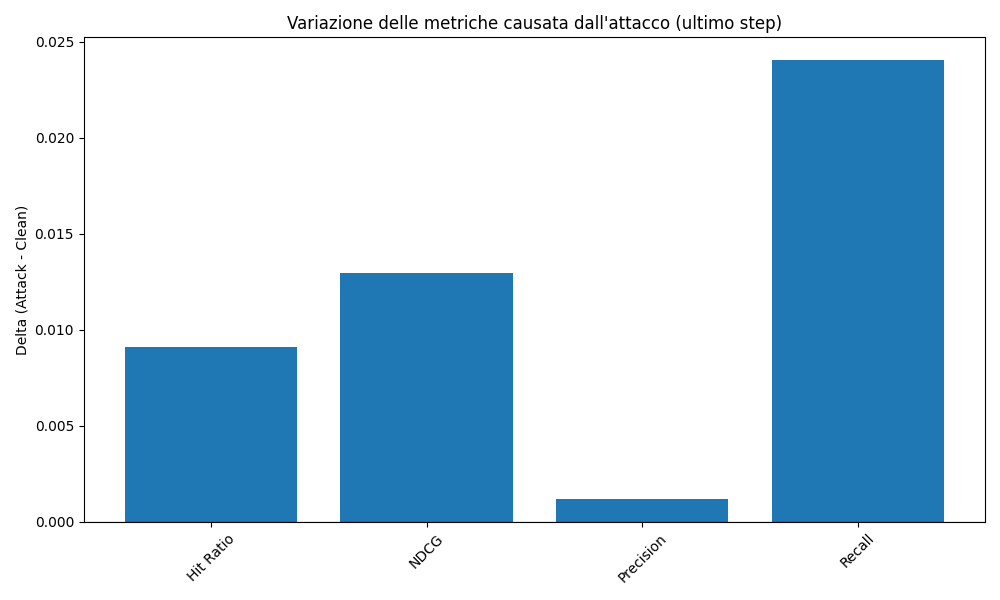 Variazione delle metriche causata dall'attacco (ultimo step)
Delta (Attack - Clean)
0.025
0.020
0.015
0.010
0.005
0.000
Hit Ratio
NDCG
Precision
Recall